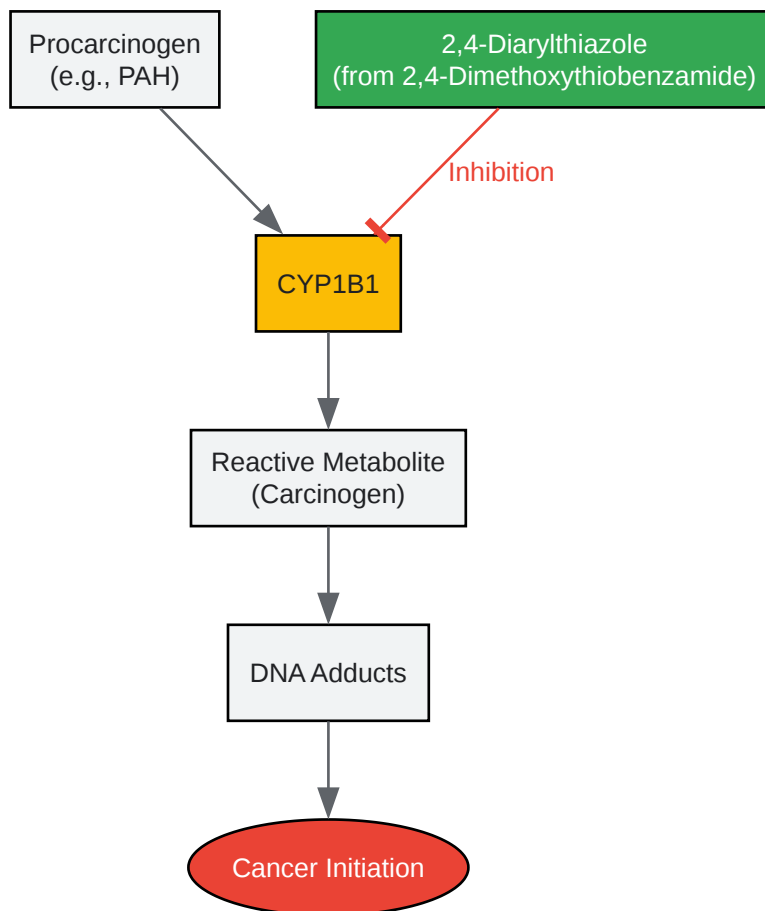 Procarcinogen
(e.g., PAH)
2,4-Diarylthiazole
(from 2,4-Dimethoxythiobenzamide)
Inhibition
CYP1B1
Reactive Metabolite
(Carcinogen)
DNA Adducts
Cancer Initiation